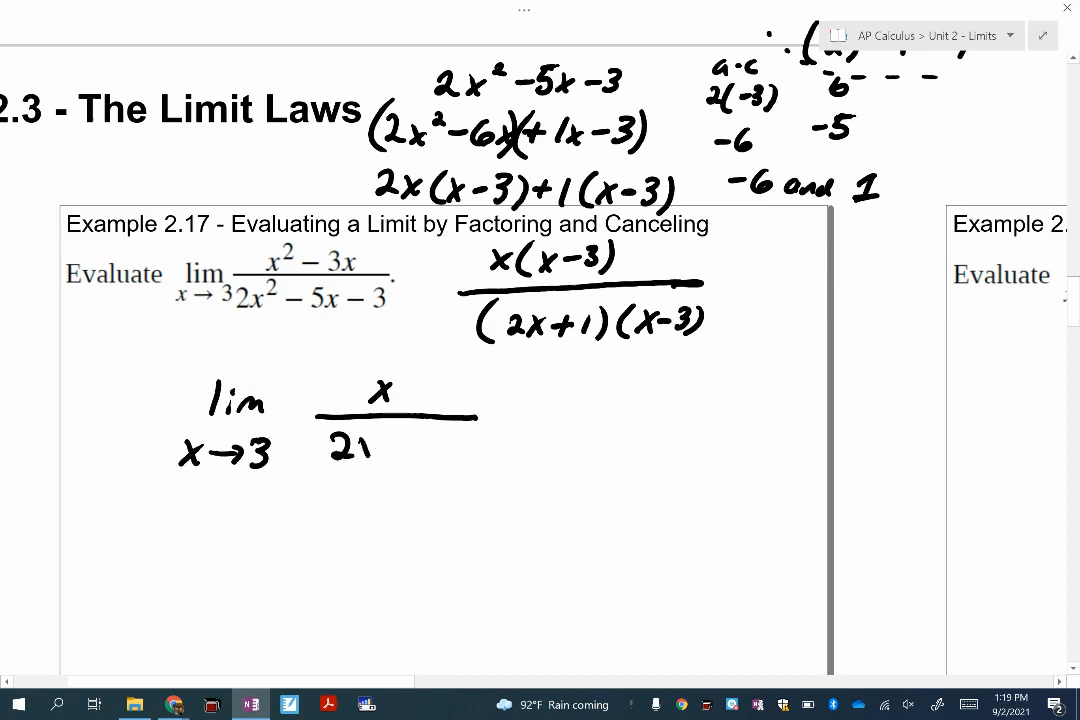 AP Calculus > Unit 2 - Limits
2.3 - The Limit Laws
2x² -5x -3
(2x² -6x)(+1x -3)
2x(x-3)+1(x-3)
a·c
2(-3)
-6
-6 and 1
-6
-5
Example 2.17 - Evaluating a Limit by Factoring and Canceling
Evaluate lim x → 3 x² − 3x / 2x² − 5x − 3.
x(x-3)
(2x+1)(x-3)
lim x
x→3 2
Example 2.
Evaluate
92°F Rain coming
1:19 PM
9/2/2021
2